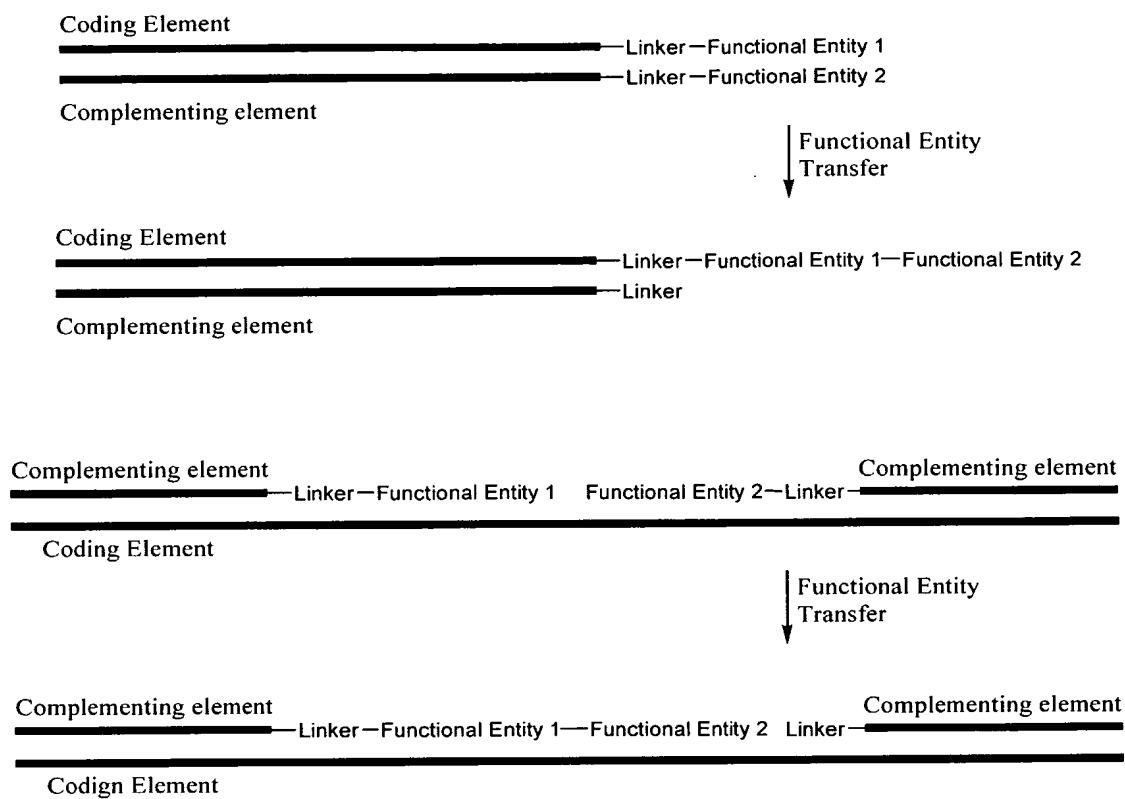 Coding Element
Linker—Functional Entity 1
Linker—Functional Entity 2
Complementing element
Functional Entity
Transfer
Coding Element
Linker—Functional Entity 1—Functional Entity 2
Linker
Complementing element
Complementing element Complementing element
Linker—Functional Entity 1 Functional Entity 2—Linker
Coding Element
Functional Entity
Transfer
Complementing element Complementing element
Linker—Functional Entity 1—Functional Entity 2 Linker
Codign Element